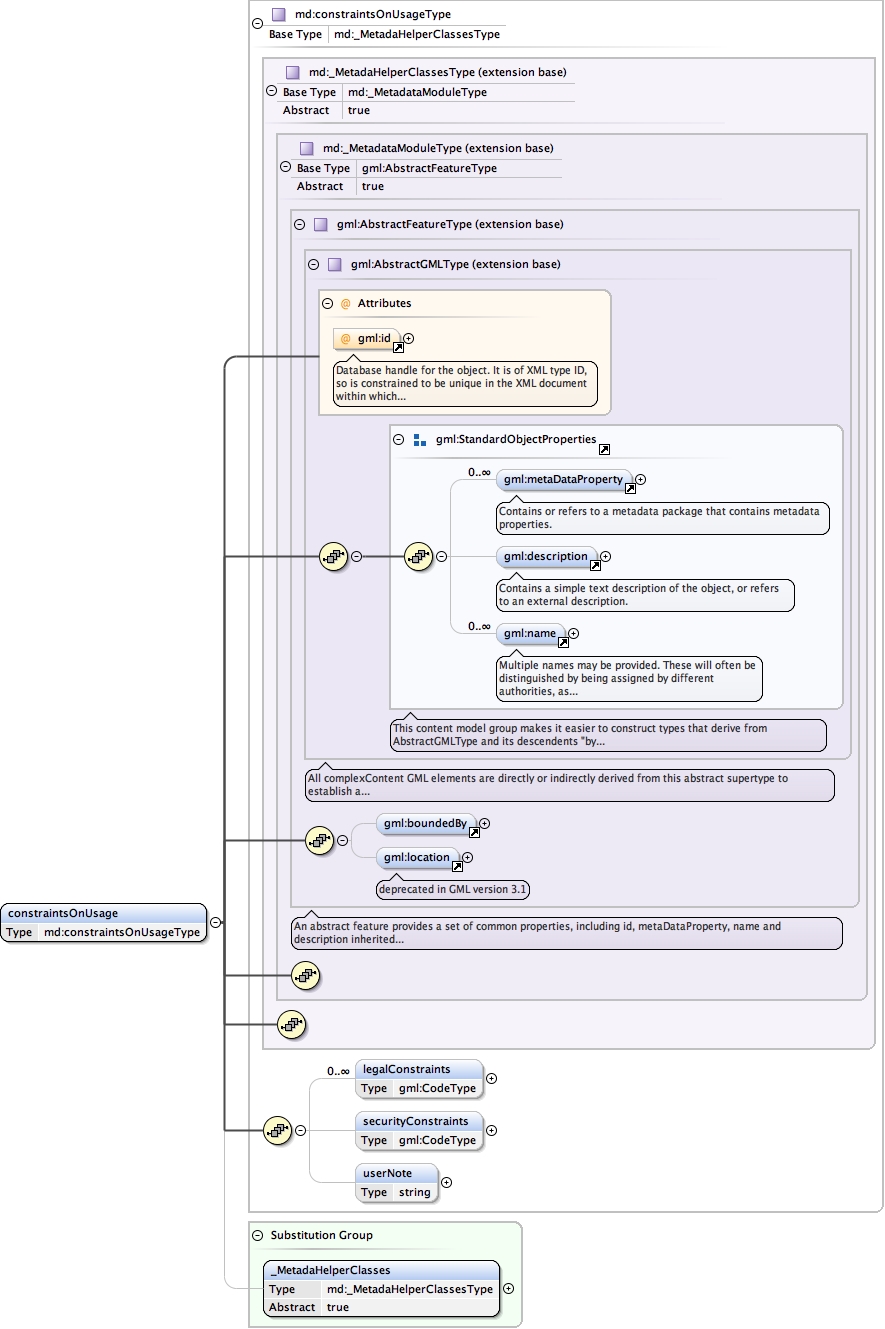 md:constraintsOnUsageType
Base Type md:_MetadaHelperClassesType
md:_MetadaHelperClassesType (extension base)
Base Type md:_MetadataModuleType
Abstract true
md:_MetadataModuleType (extension base)
Base Type gml:AbstractFeatureType
Abstract true
gml:AbstractFeatureType (extension base)
gml:AbstractGMLType (extension base)
@ Attributes
@ gml:id
Database handle for the object. It is of XML type ID,
so is constrained to be unique in the XML document
within which...
gml:StandardObjectProperties
0..∞
gml:metaDataProperty
Contains or refers to a metadata package that contains metadata
properties.
gml:description
Contains a simple text description of the object, or refers
to an external description.
0..∞
gml:name
Multiple names may be provided. These will often be
distinguished by being assigned by different
authorities, as...
This content model group makes it easier to construct types that derive from
AbstractGMLType and its descendents "by...
All complexContent GML elements are directly or indirectly derived from this abstract supertype to
establish a...
gml:boundedBy
gml:location
deprecated in GML version 3.1
constraintsOnUsage
Type md:constraintsOnUsageType
An abstract feature provides a set of common properties, including id, metaDataProperty, name and
description inherited...
0..∞
legalConstraints
Type gml:CodeType
securityConstraints
Type gml:CodeType
userNote
Type string
Substitution Group
_MetadaHelperClasses
Type md:_MetadaHelperClassesType
Abstract true